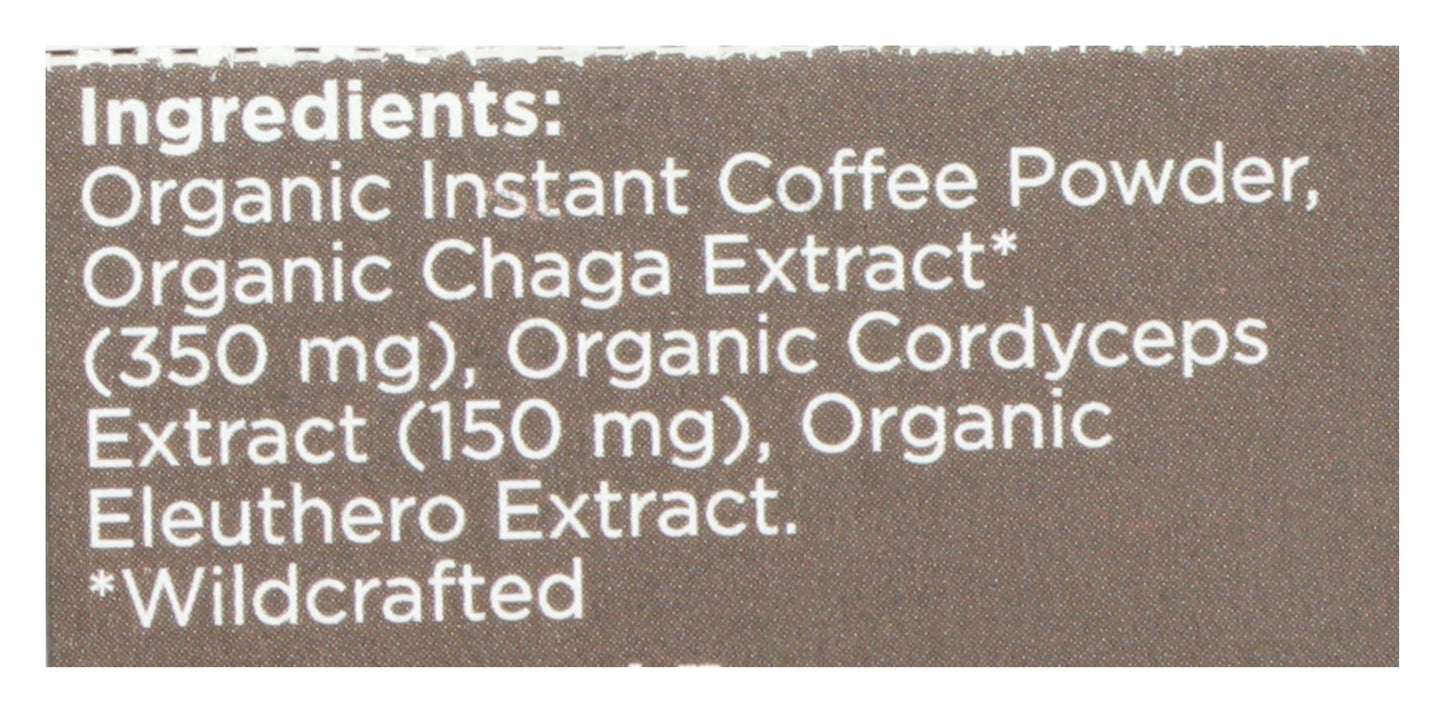 Ingredients:
Organic Instant Coffee Powder,
Organic Chaga Extract*
(350 mg), Organic Cordyceps
Extract (150 mg), Organic
Eleuthero Extract.
*Wildcrafted